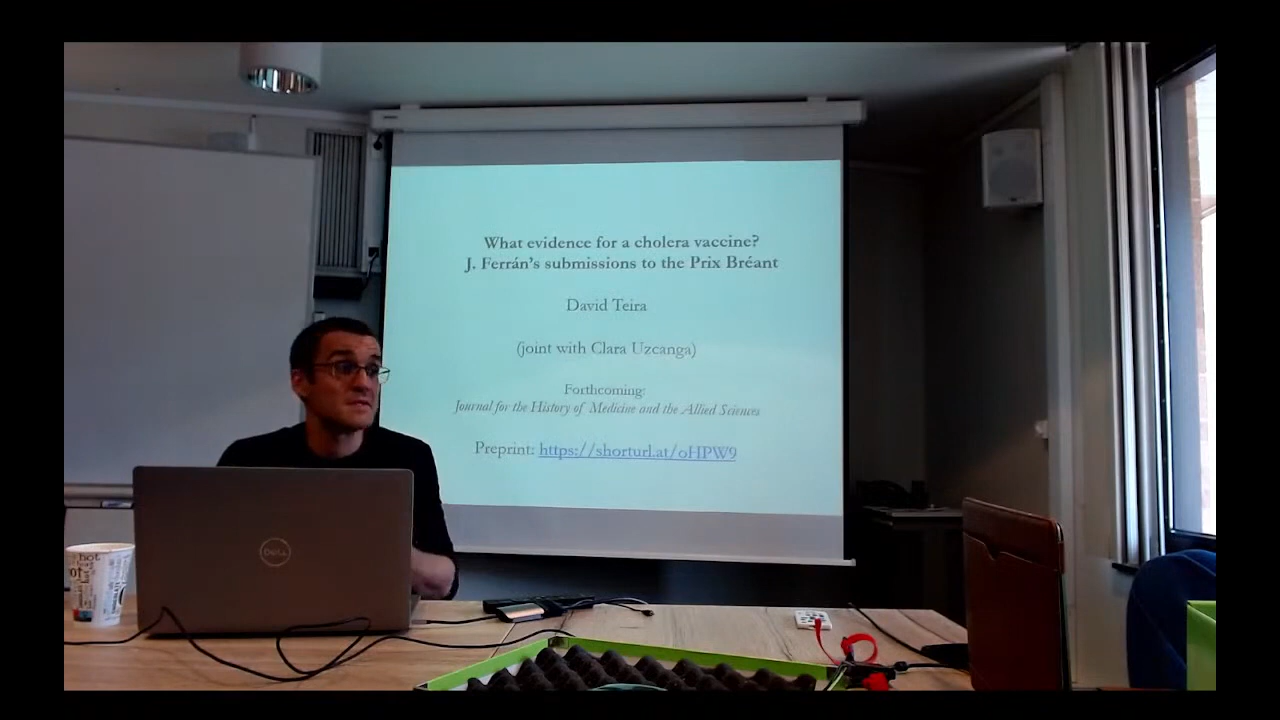 What evidence for a cholera vaccine?
J. Ferrán's submissions to the Prix Bréant
David Teira
(joint with Clara Uzcanga)
Forthcoming:
Journal for the History of Medicine and the Allied Sciences
Preprint: https://shorturl.at/oHPW9
DELL
hot